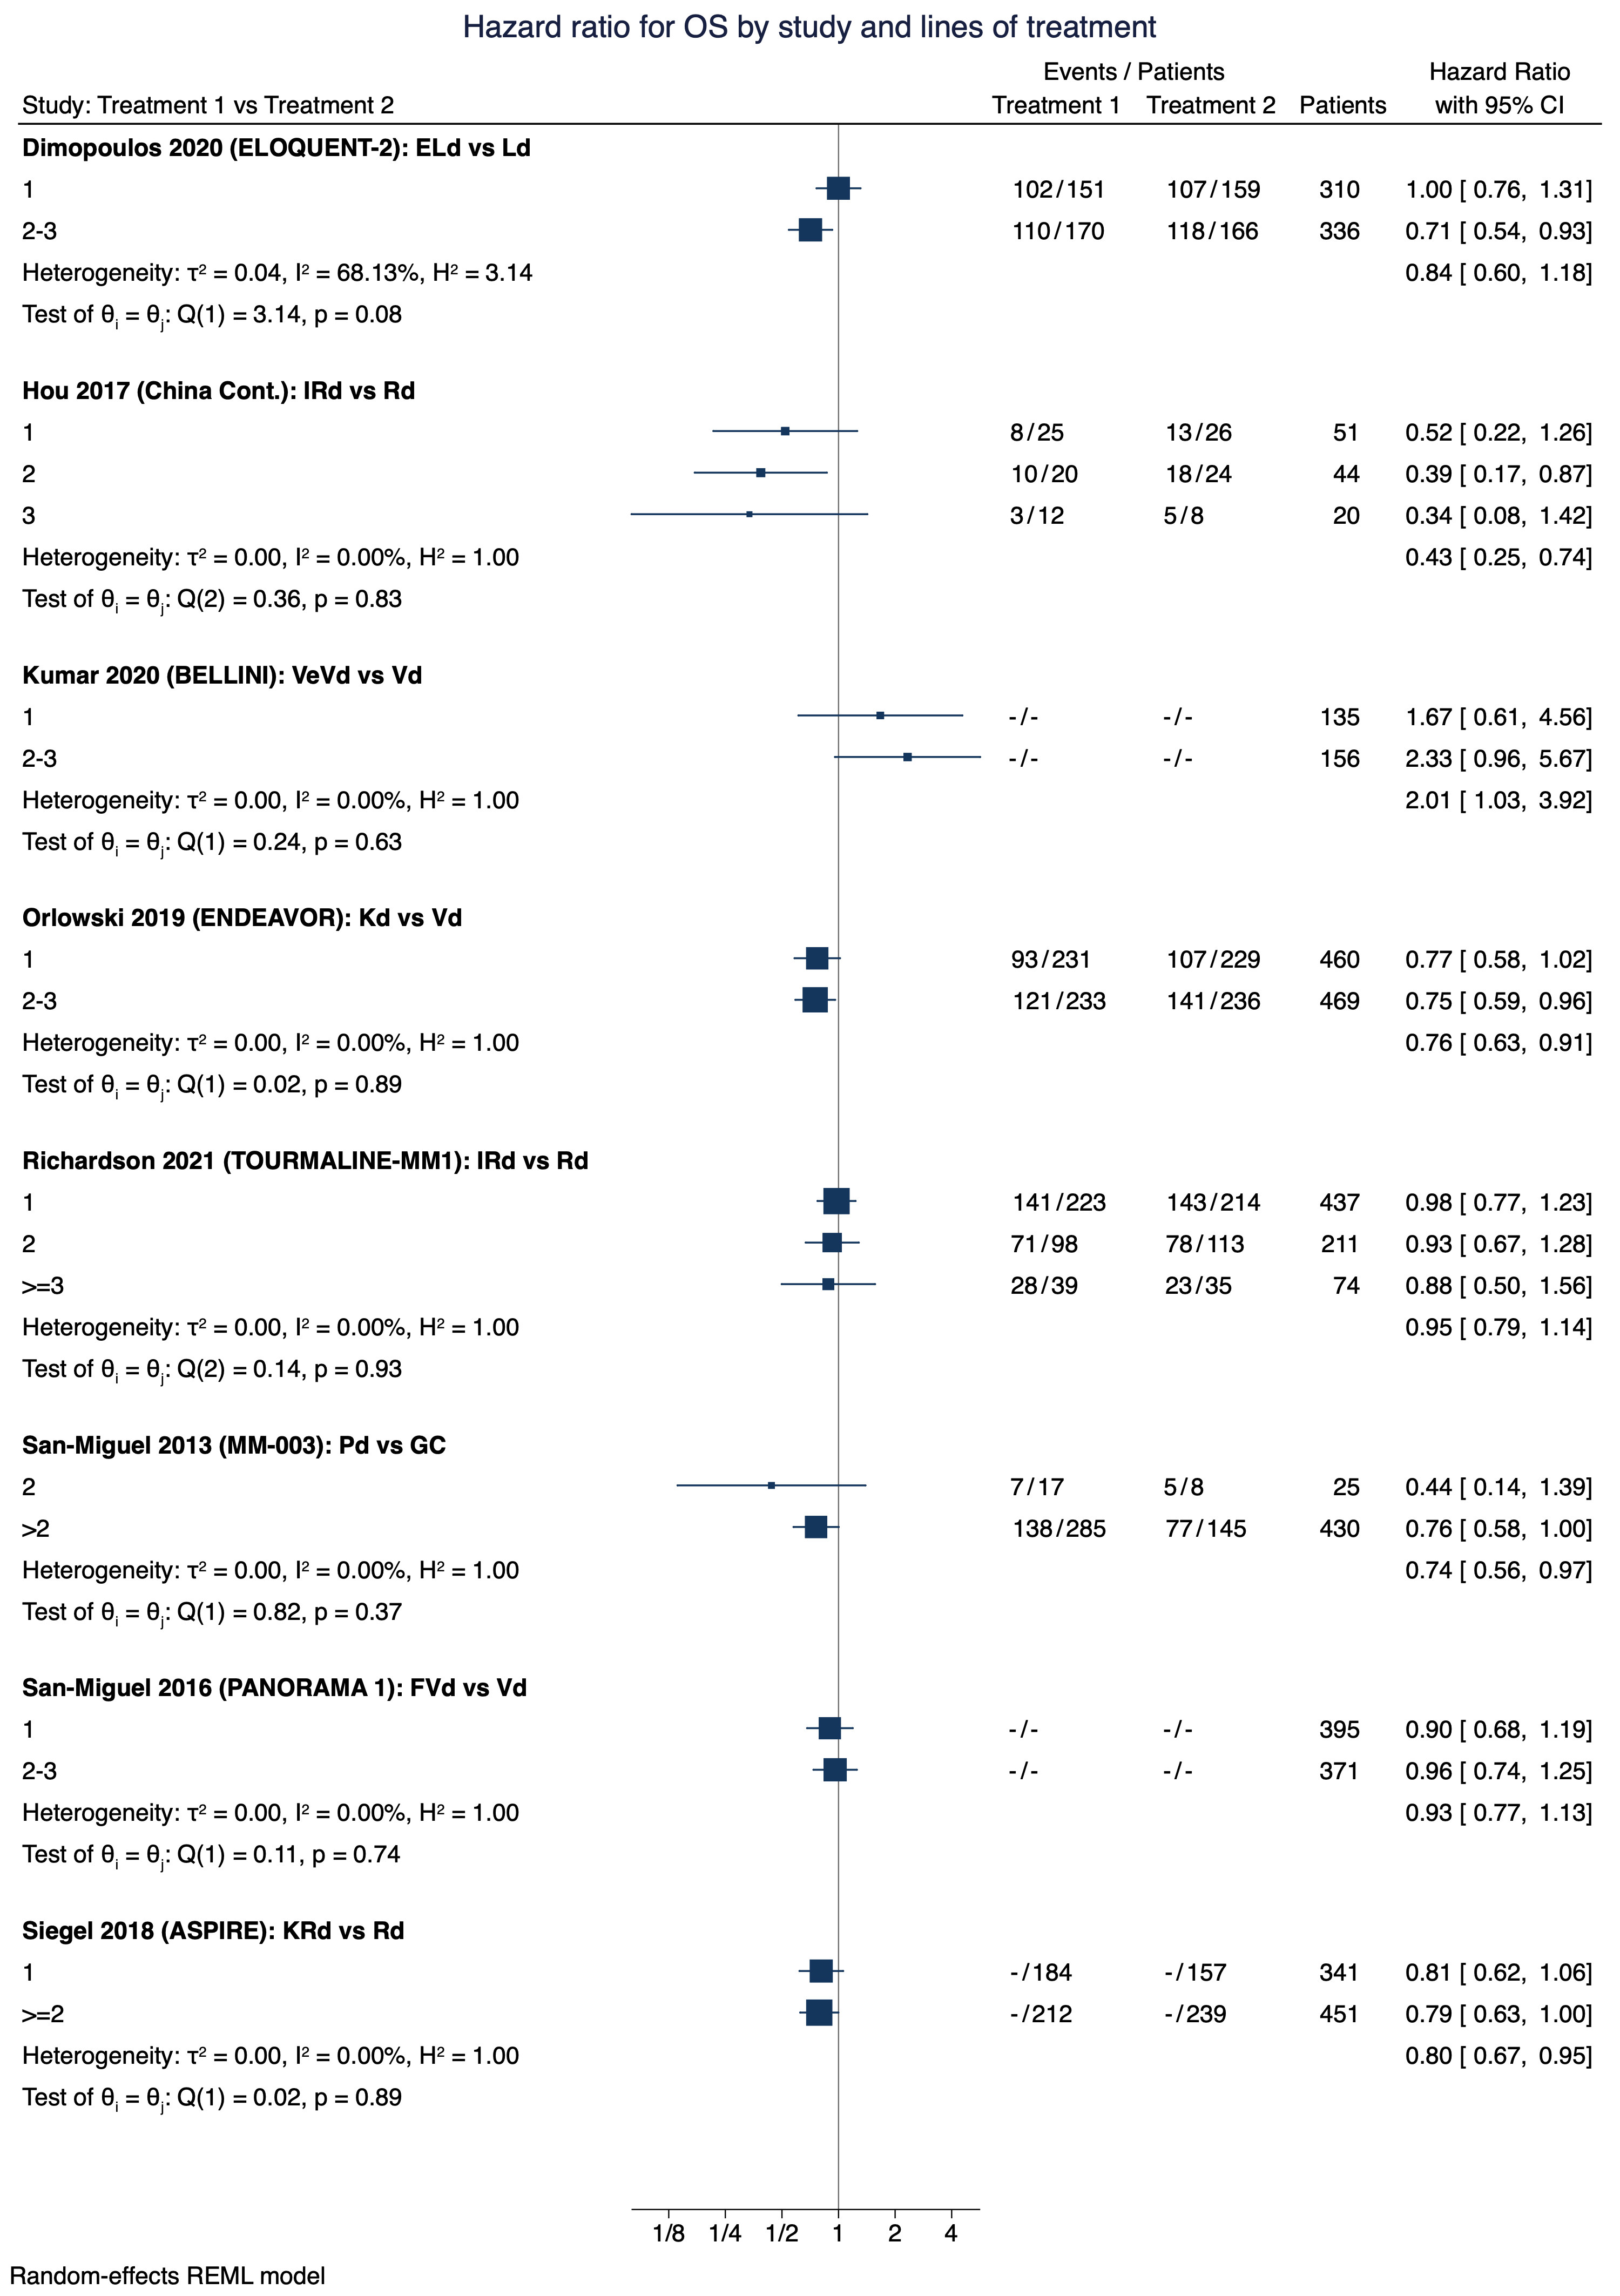 Hazard ratio for OS by study and lines of treatment
Events / Patients Hazard Ratio
Study: Treatment 1 vs Treatment 2 Treatment 1 Treatment 2 Patients with 95% CI
Dimopoulos 2020 (ELOQUENT-2): ELd vs Ld
1 102/151 107/159 310 1.00 [ 0.76, 1.31]
2-3 110/170 118/166 336 0.71 [ 0.54, 0.93]
Heterogeneity: τ² = 0.04, I² = 68.13%, H² = 3.14 0.84 [ 0.60, 1.18]
Test of θi = θj: Q(1) = 3.14, p = 0.08
Hou 2017 (China Cont.): IRd vs Rd
1 8/25 13/26 51 0.52 [ 0.22, 1.26]
2 10/20 18/24 44 0.39 [ 0.17, 0.87]
3 3/12 5/8 20 0.34 [ 0.08, 1.42]
Heterogeneity: τ² = 0.00, I² = 0.00%, H² = 1.00 0.43 [ 0.25, 0.74]
Test of θi = θj: Q(2) = 0.36, p = 0.83
Kumar 2020 (BELLINI): VeVd vs Vd
1 -/- -/- 135 1.67 [ 0.61, 4.56]
2-3 -/- -/- 156 2.33 [ 0.96, 5.67]
Heterogeneity: τ² = 0.00, I² = 0.00%, H² = 1.00 2.01 [ 1.03, 3.92]
Test of θi = θj: Q(1) = 0.24, p = 0.63
Orlowski 2019 (ENDEAVOR): Kd vs Vd
1 93/231 107/229 460 0.77 [ 0.58, 1.02]
2-3 121/233 141/236 469 0.75 [ 0.59, 0.96]
Heterogeneity: τ² = 0.00, I² = 0.00%, H² = 1.00 0.76 [ 0.63, 0.91]
Test of θi = θj: Q(1) = 0.02, p = 0.89
Richardson 2021 (TOURMALINE-MM1): IRd vs Rd
1 141/223 143/214 437 0.98 [ 0.77, 1.23]
2 71/98 78/113 211 0.93 [ 0.67, 1.28]
>=3 28/39 23/35 74 0.88 [ 0.50, 1.56]
Heterogeneity: τ² = 0.00, I² = 0.00%, H² = 1.00 0.95 [ 0.79, 1.14]
Test of θi = θj: Q(2) = 0.14, p = 0.93
San-Miguel 2013 (MM-003): Pd vs GC
2 7/17 5/8 25 0.44 [ 0.14, 1.39]
>2 138/285 77/145 430 0.76 [ 0.58, 1.00]
Heterogeneity: τ² = 0.00, I² = 0.00%, H² = 1.00 0.74 [ 0.56, 0.97]
Test of θi = θj: Q(1) = 0.82, p = 0.37
San-Miguel 2016 (PANORAMA 1): FVd vs Vd
1 -/- -/- 395 0.90 [ 0.68, 1.19]
2-3 -/- -/- 371 0.96 [ 0.74, 1.25]
Heterogeneity: τ² = 0.00, I² = 0.00%, H² = 1.00 0.93 [ 0.77, 1.13]
Test of θi = θj: Q(1) = 0.11, p = 0.74
Siegel 2018 (ASPIRE): KRd vs Rd
1 -/184 -/157 341 0.81 [ 0.62, 1.06]
>=2 -/212 -/239 451 0.79 [ 0.63, 1.00]
Heterogeneity: τ² = 0.00, I² = 0.00%, H² = 1.00 0.80 [ 0.67, 0.95]
Test of θi = θj: Q(1) = 0.02, p = 0.89
1/8 1/4 1/2 1 2 4
Random-effects REML model